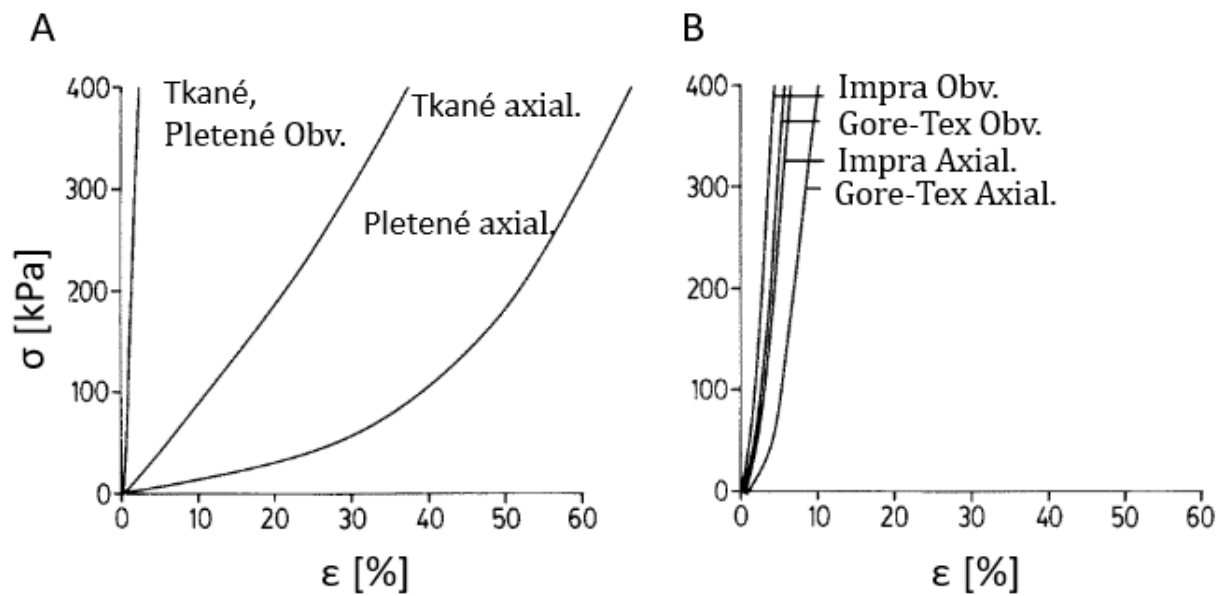 A
400
300
200
100
0
0 10 20 30 40 50 60
σ [kPa]
ε [%]
Tkané,
Pletené Obv.
Tkané axial.
Pletené axial.
B
400
300
200
100
0
0 10 20 30 40 50 60
ε [%]
Impra Obv.
Gore-Tex Obv.
Impra Axial.
Gore-Tex Axial.